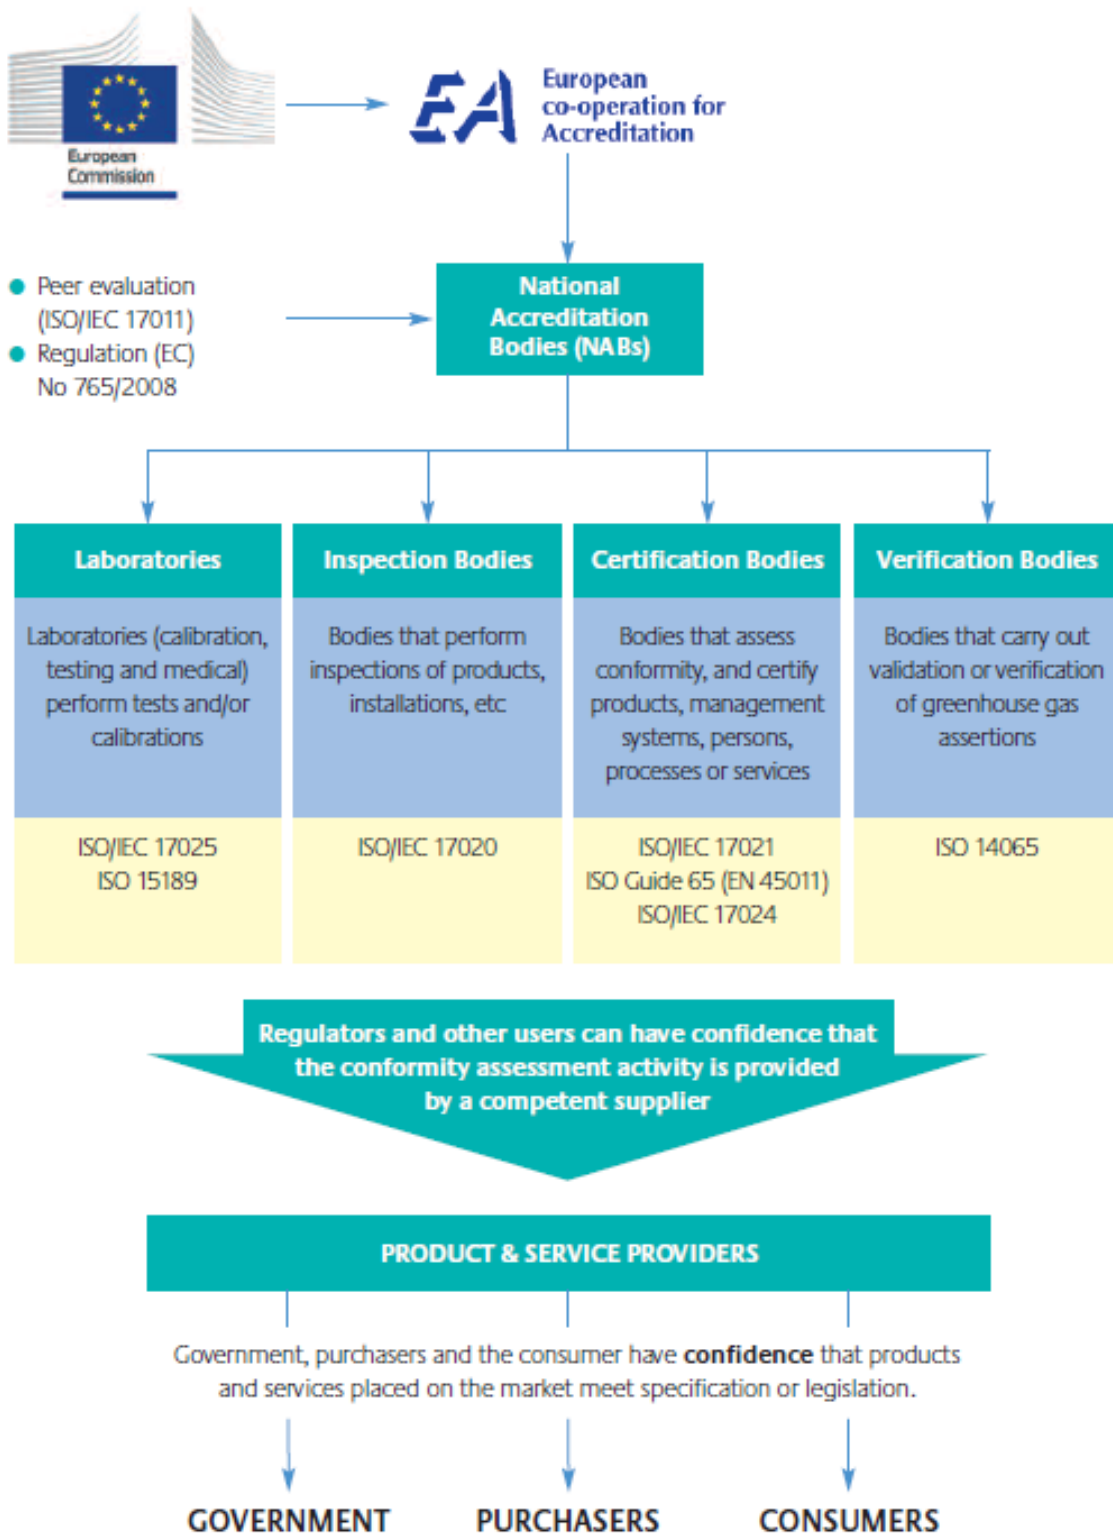 European
Commission
EA
European
co-operation for
Accreditation
Peer evaluation
(ISO/IEC 17011)
Regulation (EC)
No 765/2008
National
Accreditation
Bodies (NABs)
Laboratories
Laboratories (calibration,
testing and medical)
perform tests and/or
calibrations
ISO/IEC 17025
ISO 15189
Inspection Bodies
Bodies that perform
inspections of products,
installations, etc
ISO/IEC 17020
Certification Bodies
Bodies that assess
conformity, and certify
products, management
systems, persons,
processes or services
ISO/IEC 17021
ISO Guide 65 (EN 45011)
ISO/IEC 17024
Verification Bodies
Bodies that carry out
validation or verification
of greenhouse gas
assertions
ISO 14065
Regulators and other users can have confidence that
the conformity assessment activity is provided
by a competent supplier
PRODUCT & SERVICE PROVIDERS
Government, purchasers and the consumer have confidence that products
and services placed on the market meet specification or legislation.
GOVERNMENT
PURCHASERS
CONSUMERS